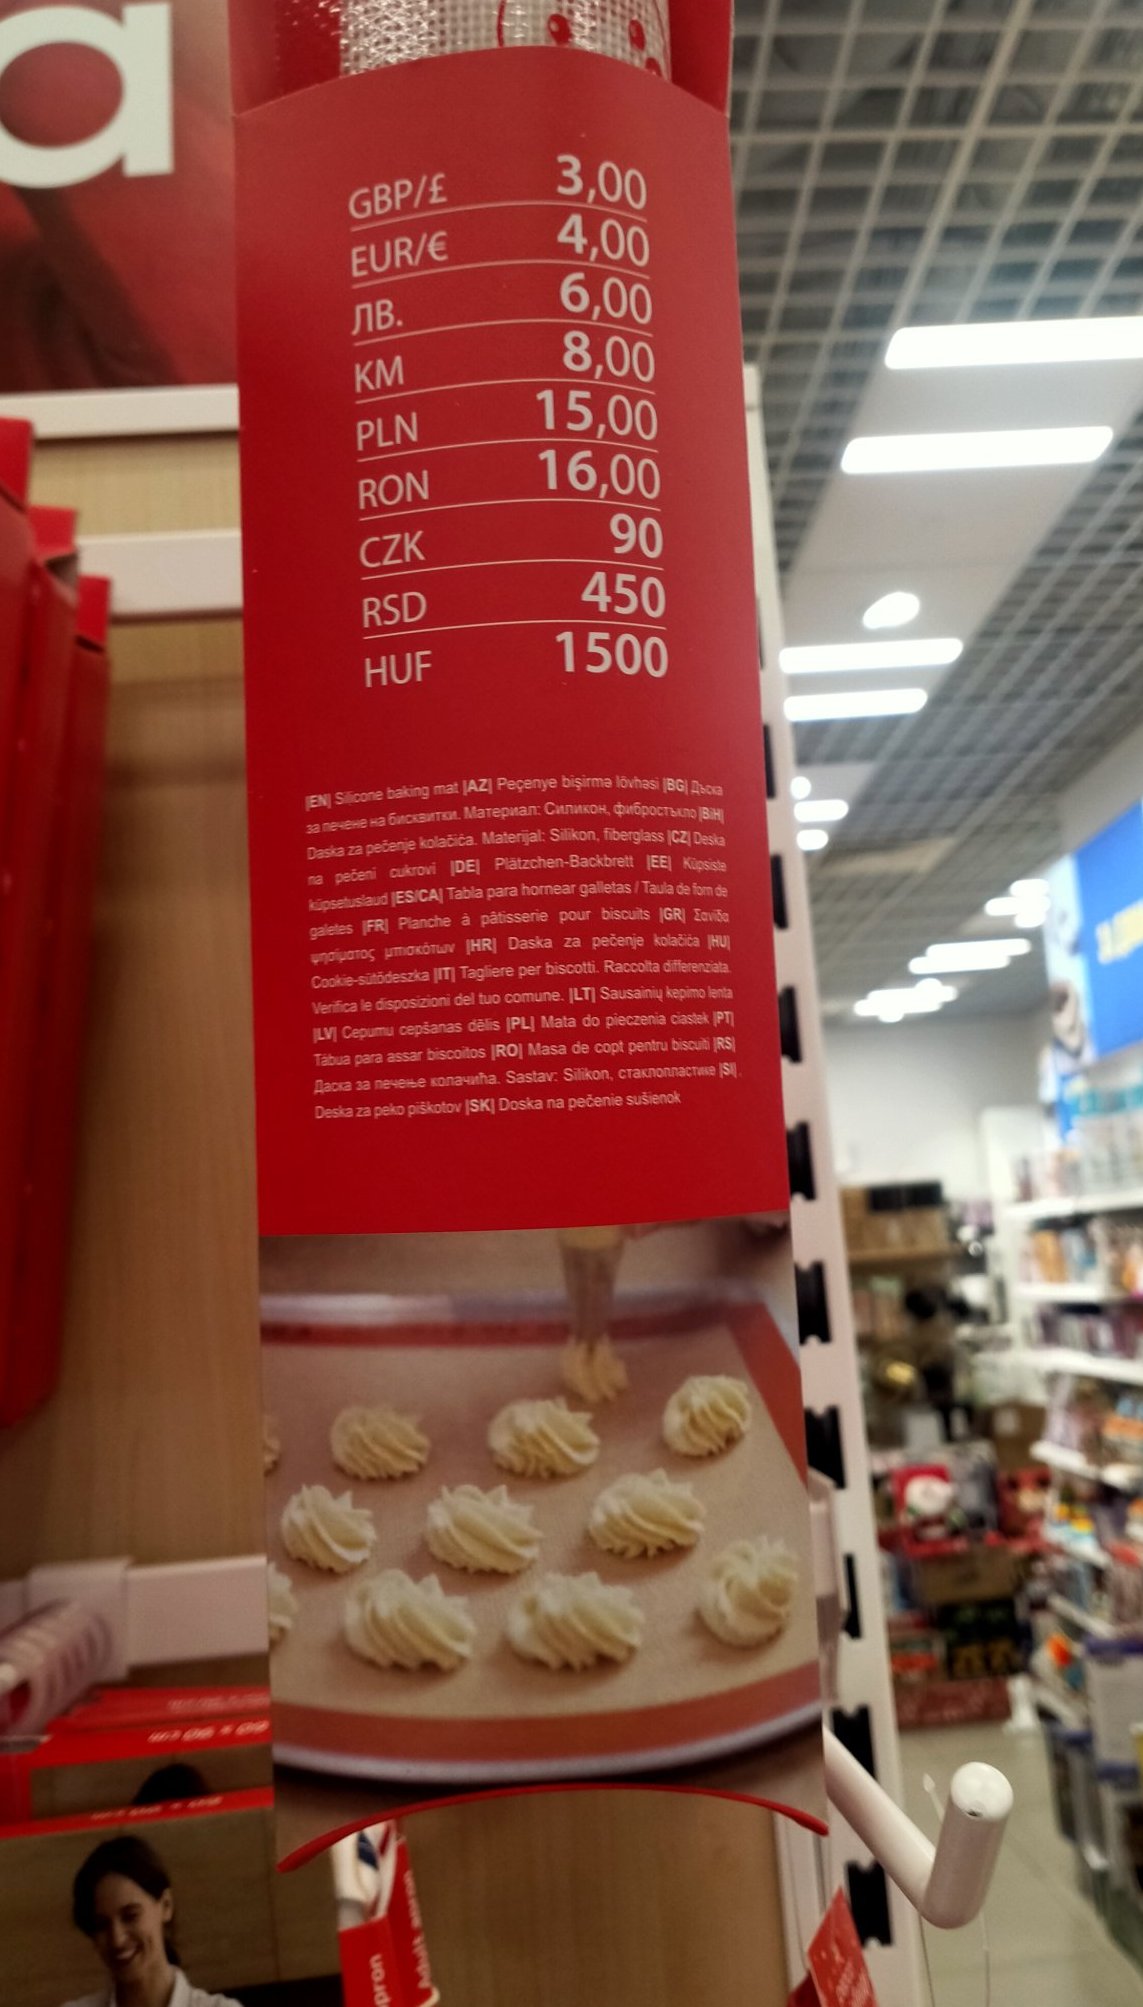 a
GBP/£ 3,00
EUR/€ 4,00
ЛВ. 6,00
KM 8,00
PLN 15,00
RON 16,00
CZK 90
RSD 450
HUF 1500
|EN| Silicone baking mat |AZ| Peçenye bişirmə lövhəsi |BG| Дъска
за печене на бисквитки. Материал: Силикон, фибростъкло |BiH|
Daska za pečenje kolačića. Materijal: Silikon, fiberglass |CZ| Deska
na pečení cukroví |DE| Plätzchen-Backbrett |EE| Küpsiste
küpsetuslaud |ES/CA| Tabla para hornear galletas / Taula de forn de
galetes |FR| Planche à pâtisserie pour biscuits |GR| Σανίδα
ψησίματος μπισκότων |HR| Daska za pečenje kolačića |HU|
Cookie-sütődeszka |IT| Tagliere per biscotti. Raccolta differenziata.
Verifica le disposizioni del tuo comune. |LT| Sausainių kepimo lenta
|LV| Cepumu cepšanas dēlis |PL| Mata do pieczenia ciastek |PT|
Tábua para assar biscoitos |RO| Masa de copt pentru biscuiti |RS|
Даска за печење колачића. Sastav: Silikon, стаклопластике |SI|
Deska za peko piškotov |SK| Doska na pečenie sušienok
pron